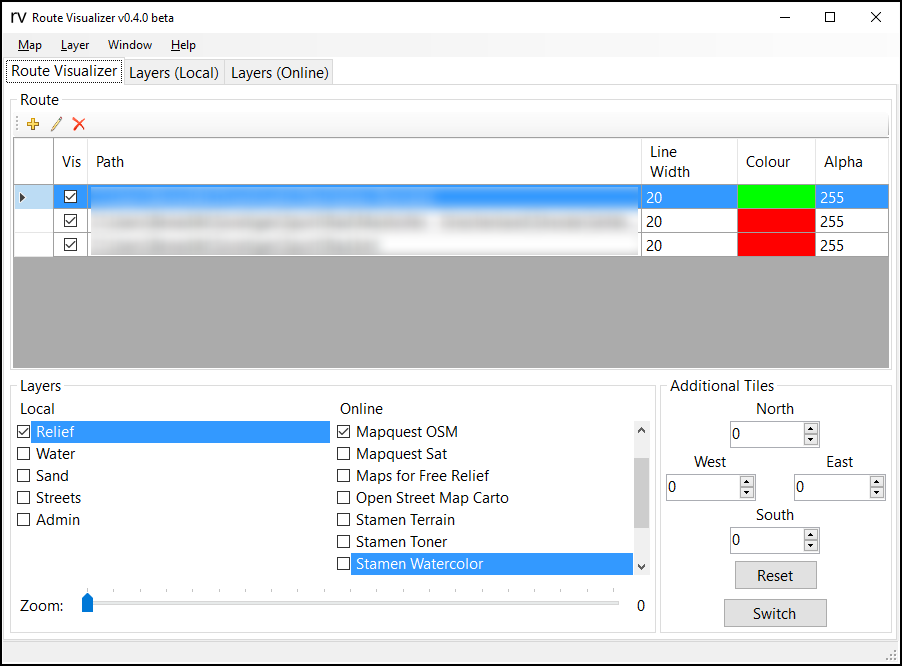 rv Route Visualizer v0.4.0 beta
Map Layer Window Help
Route Visualizer Layers (Local) Layers (Online)
Route
Vis Path Line Width Colour Alpha
20 255
20 255
20 255
Layers
Local
Relief
Water
Sand
Streets
Admin
Online
Mapquest OSM
Mapquest Sat
Maps for Free Relief
Open Street Map Carto
Stamen Terrain
Stamen Toner
Stamen Watercolor
Zoom: 0
Additional Tiles
North
0
West East
0 0
South
0
Reset
Switch